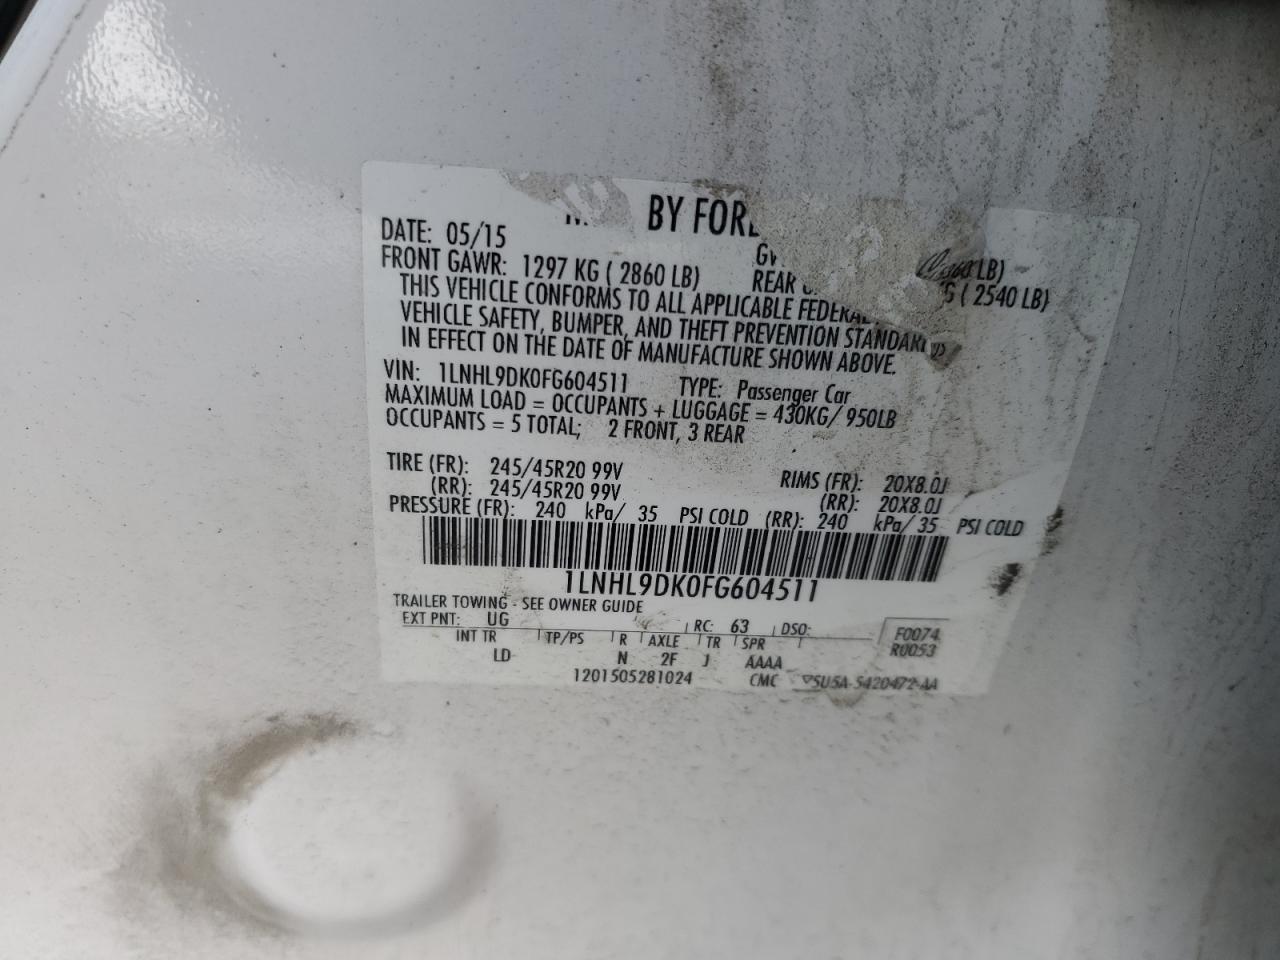 BY FOR
DATE: 05/15
FRONT GAWR: 1297 KG ( 2860 LB) REAR ( 2540 LB)
THIS VEHICLE CONFORMS TO ALL APPLICABLE FEDERAL
VEHICLE SAFETY, BUMPER, AND THEFT PREVENTION STANDARDS
IN EFFECT ON THE DATE OF MANUFACTURE SHOWN ABOVE.
VIN: 1LNHL9DK0FG604511 TYPE: Passenger Car
MAXIMUM LOAD = OCCUPANTS + LUGGAGE = 430KG/ 950LB
OCCUPANTS = 5 TOTAL; 2 FRONT, 3 REAR
TIRE (FR): 245/45R20 99V RIMS (FR): 20X8.0J
(RR): 245/45R20 99V (RR): 20X8.0J
PRESSURE (FR): 240 kPa/ 35 PSI COLD (RR): 240 kPa/ 35 PSI COLD
1LNHL9DK0FG604511
TRAILER TOWING - SEE OWNER GUIDE
EXT PNT: UG RC: 63 DSO: F0074
INT TR TP/PS R AXLE TR SPR R0053
LD N 2F J AAAA
1201505281024 CMC ▽5U5A-5420472-AA